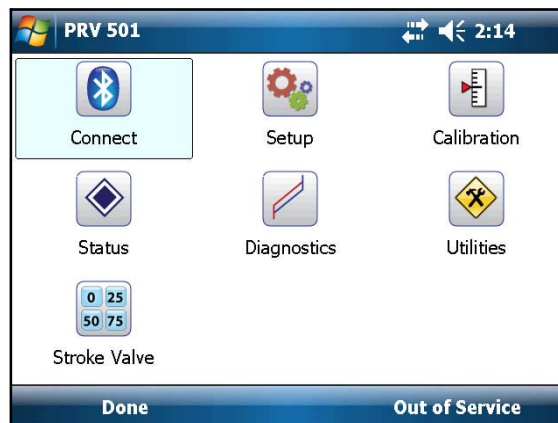 PRV 501 2:14
Connect Setup Calibration
Status Diagnostics Utilities
0 25
50 75
Stroke Valve
Done Out of Service